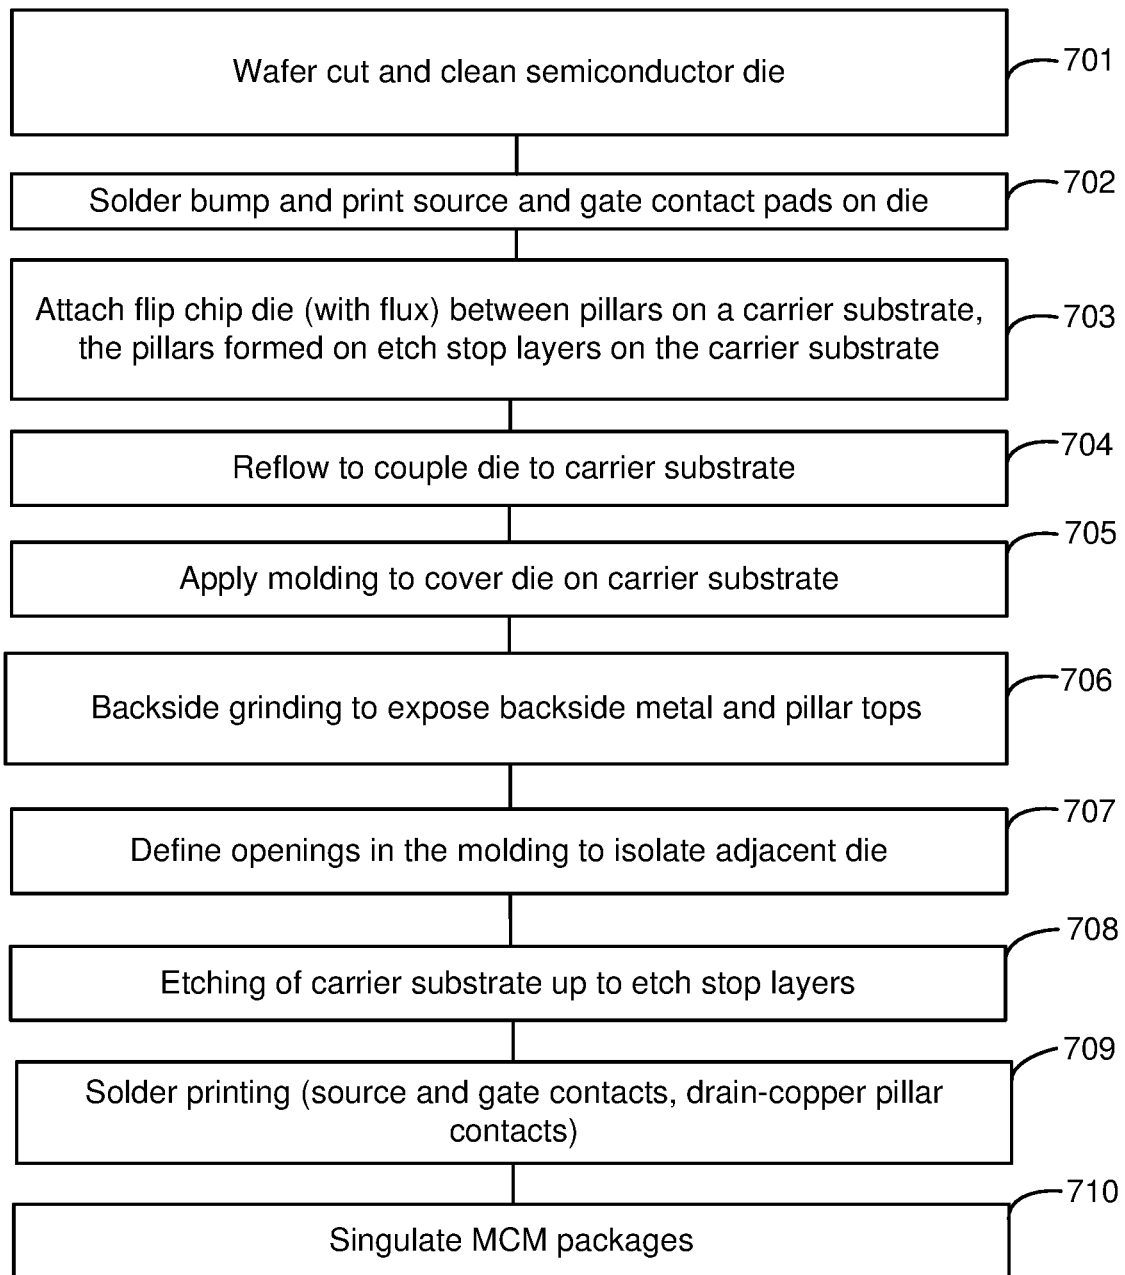 Wafer cut and clean semiconductor die
701
Solder bump and print source and gate contact pads on die
702
Attach flip chip die (with flux) between pillars on a carrier substrate,
the pillars formed on etch stop layers on the carrier substrate
703
Reflow to couple die to carrier substrate
704
Apply molding to cover die on carrier substrate
705
Backside grinding to expose backside metal and pillar tops
706
Define openings in the molding to isolate adjacent die
707
Etching of carrier substrate up to etch stop layers
708
Solder printing (source and gate contacts, drain-copper pillar
contacts)
709
Singulate MCM packages
710